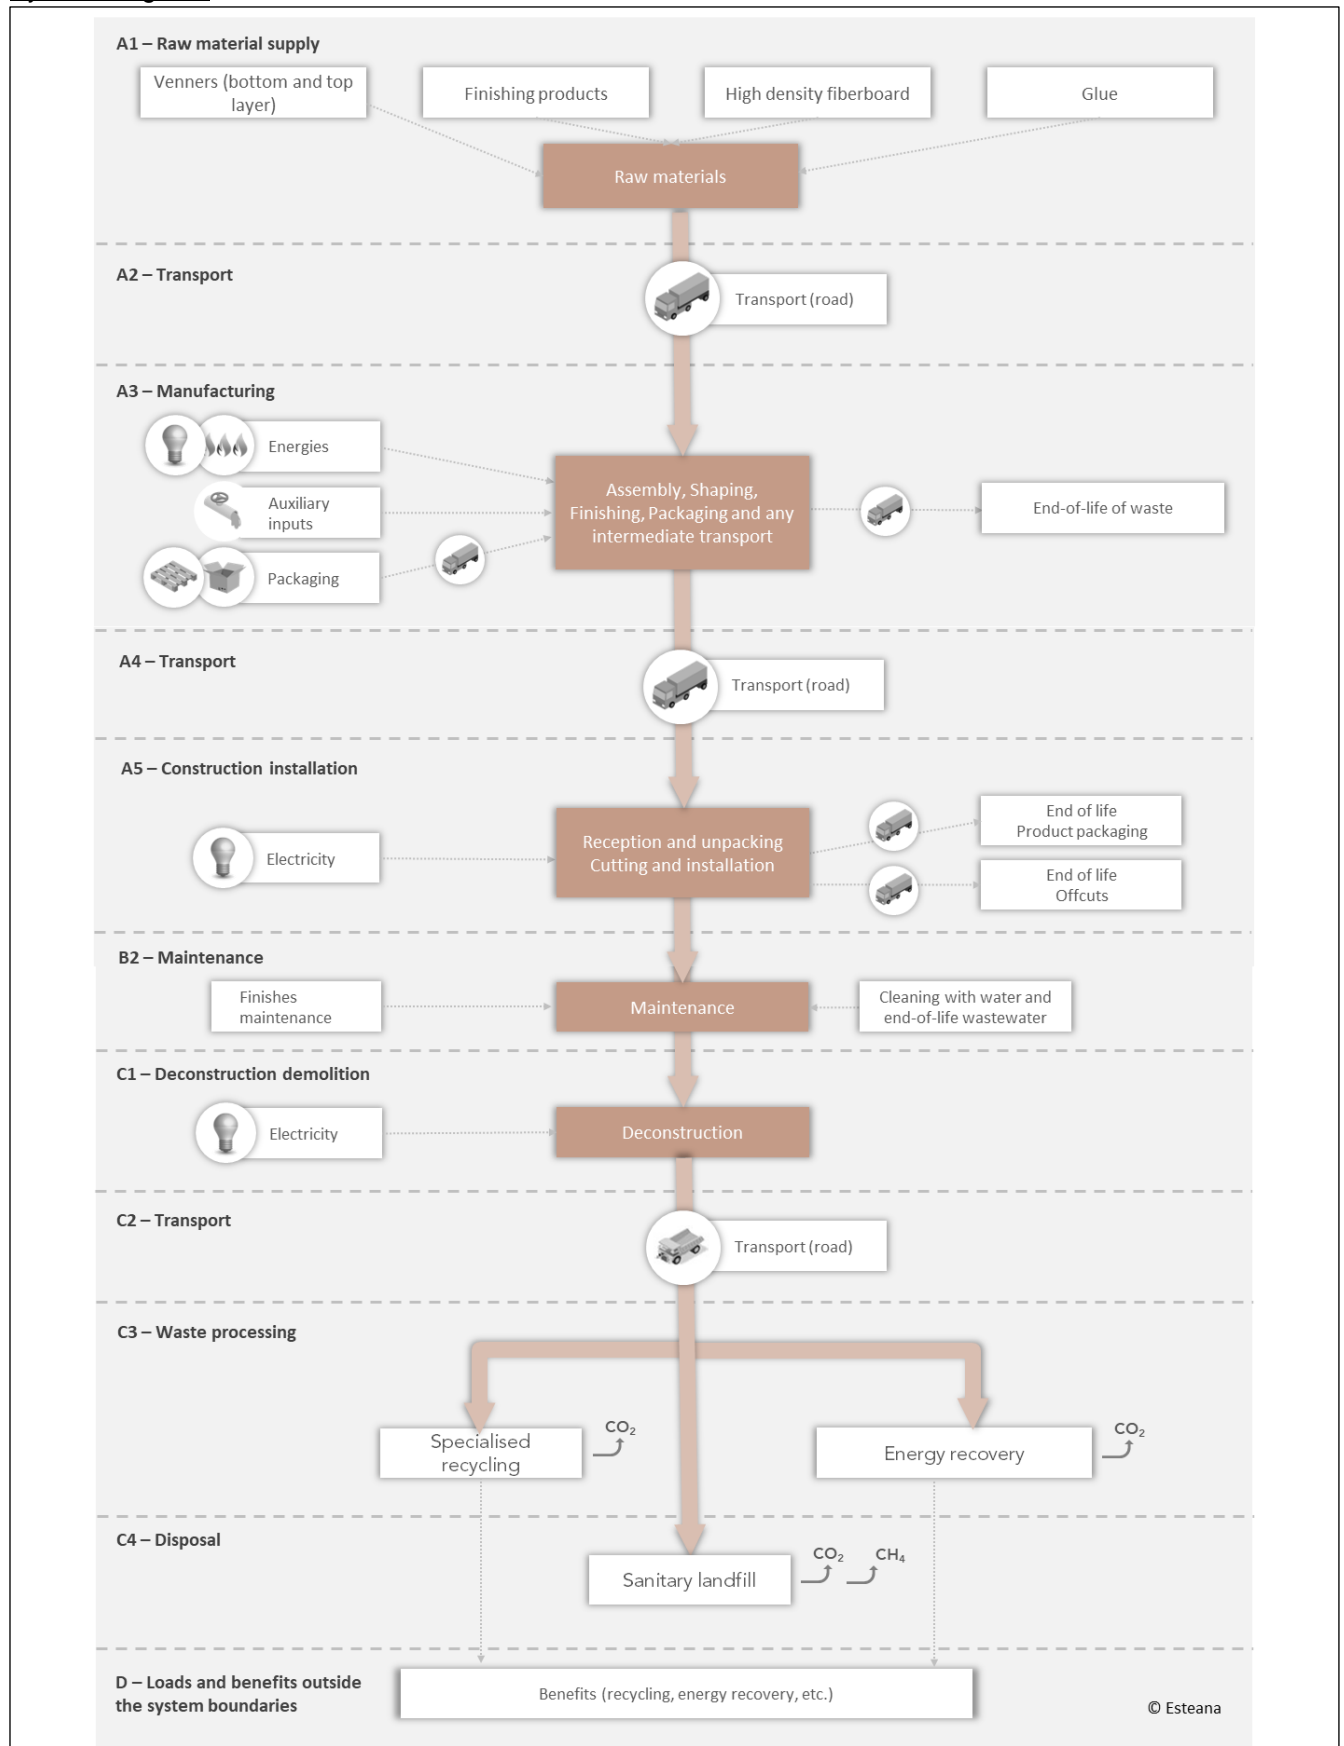 A1 – Raw material supply
Venners (bottom and top
layer)
Finishing products
High density fiberboard
Glue
Raw materials
A2 – Transport
Transport (road)
A3 – Manufacturing
Energies
Auxiliary
inputs
Packaging
Assembly, Shaping,
Finishing, Packaging and any
intermediate transport
End-of-life of waste
A4 – Transport
Transport (road)
A5 – Construction installation
Electricity
Reception and unpacking
Cutting and installation
End of life
Product packaging
End of life
Offcuts
B2 – Maintenance
Finishes
maintenance
Maintenance
Cleaning with water and
end-of-life wastewater
C1 – Deconstruction demolition
Electricity
Deconstruction
C2 – Transport
Transport (road)
C3 – Waste processing
Specialised
recycling
CO₂
Energy recovery
CO₂
C4 – Disposal
Sanitary landfill
CO₂
CH₄
D – Loads and benefits outside
the system boundaries
Benefits (recycling, energy recovery, etc.)
© Esteana